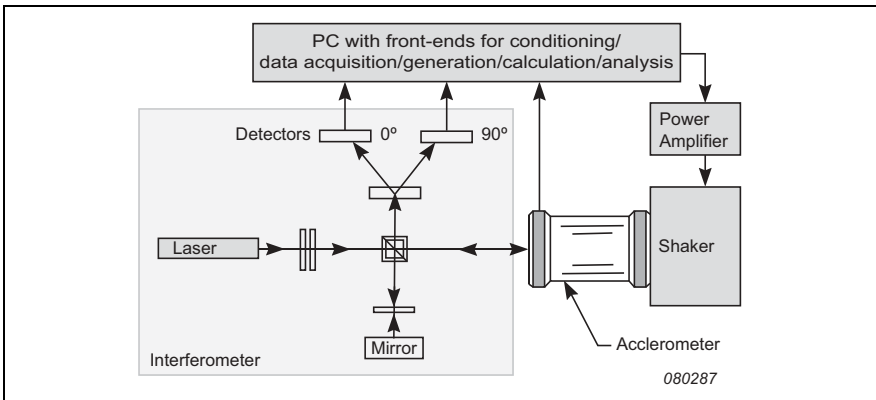 PC with front-ends for conditioning/
data acquisition/generation/calculation/analysis
Detectors
0º
90º
Power
Amplifier
Laser
Shaker
Mirror
Interferometer
Acclerometer
080287